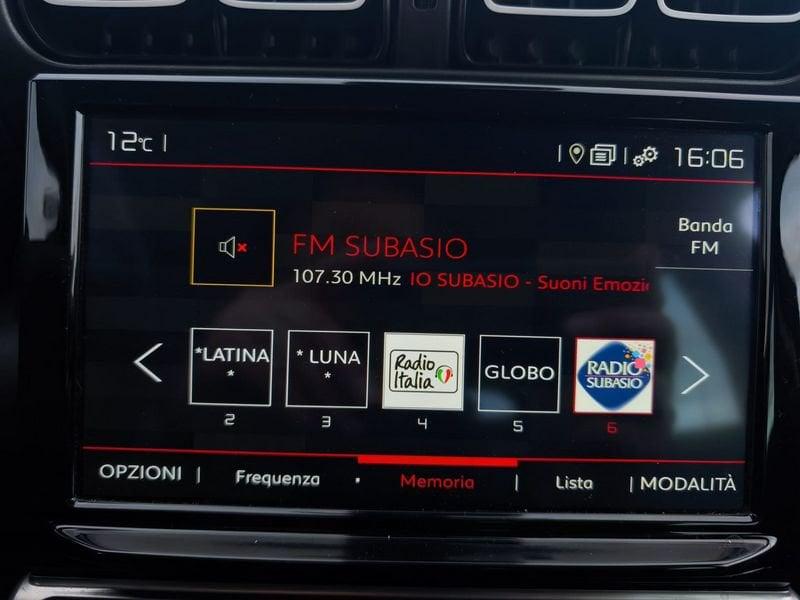 12°C
16:06
FM SUBASIO
107.30 MHz IO SUBASIO - Suoni Emozi
Banda
FM
*LATINA
*
* LUNA
*
Radio
Italia
GLOBO
RADIO
SUBASIO
2
3
4
5
6
OPZIONI
Frequenza
Memoria
Lista
MODALITÀ